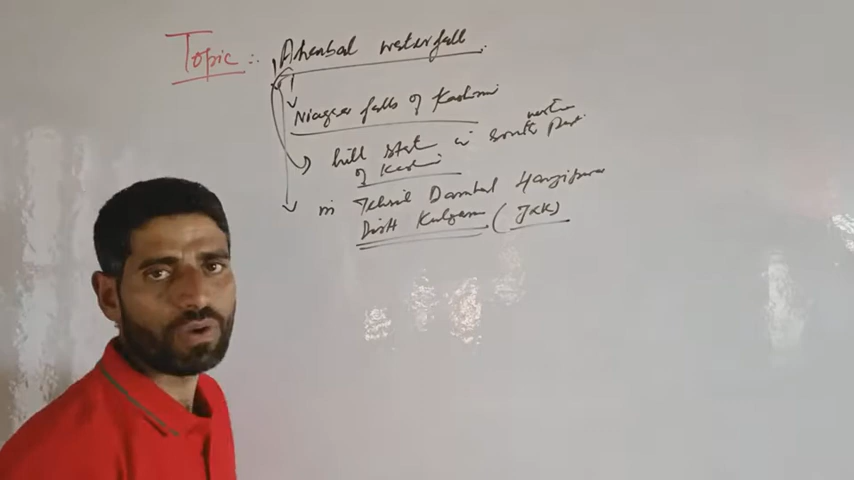 Topic :- Aharbal waterfall.
Niagra falls of Kashmir
hill stat in south western part
of Kashmir
in Tehsil Damhal Hanjipora
Distt Kulgam (J&K)